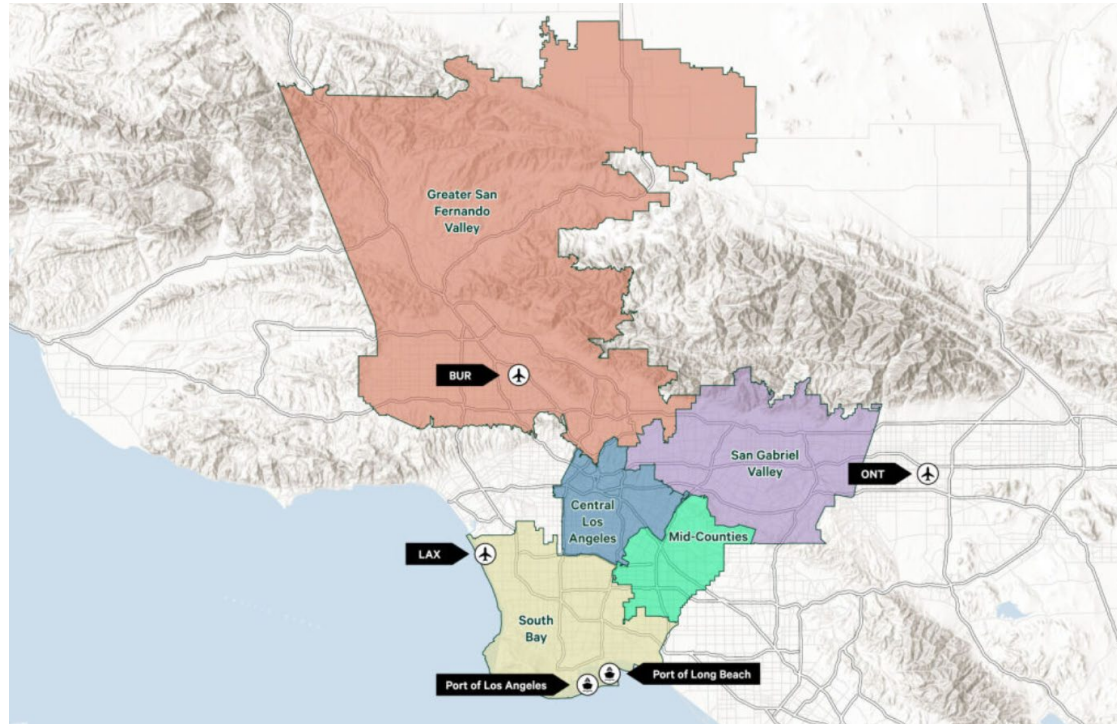 Greater San
Fernando
Valley
BUR
San Gabriel
Valley
ONT
Central
Los
Angeles
Mid-Counties
LAX
South
Bay
Port of Los Angeles
Port of Long Beach